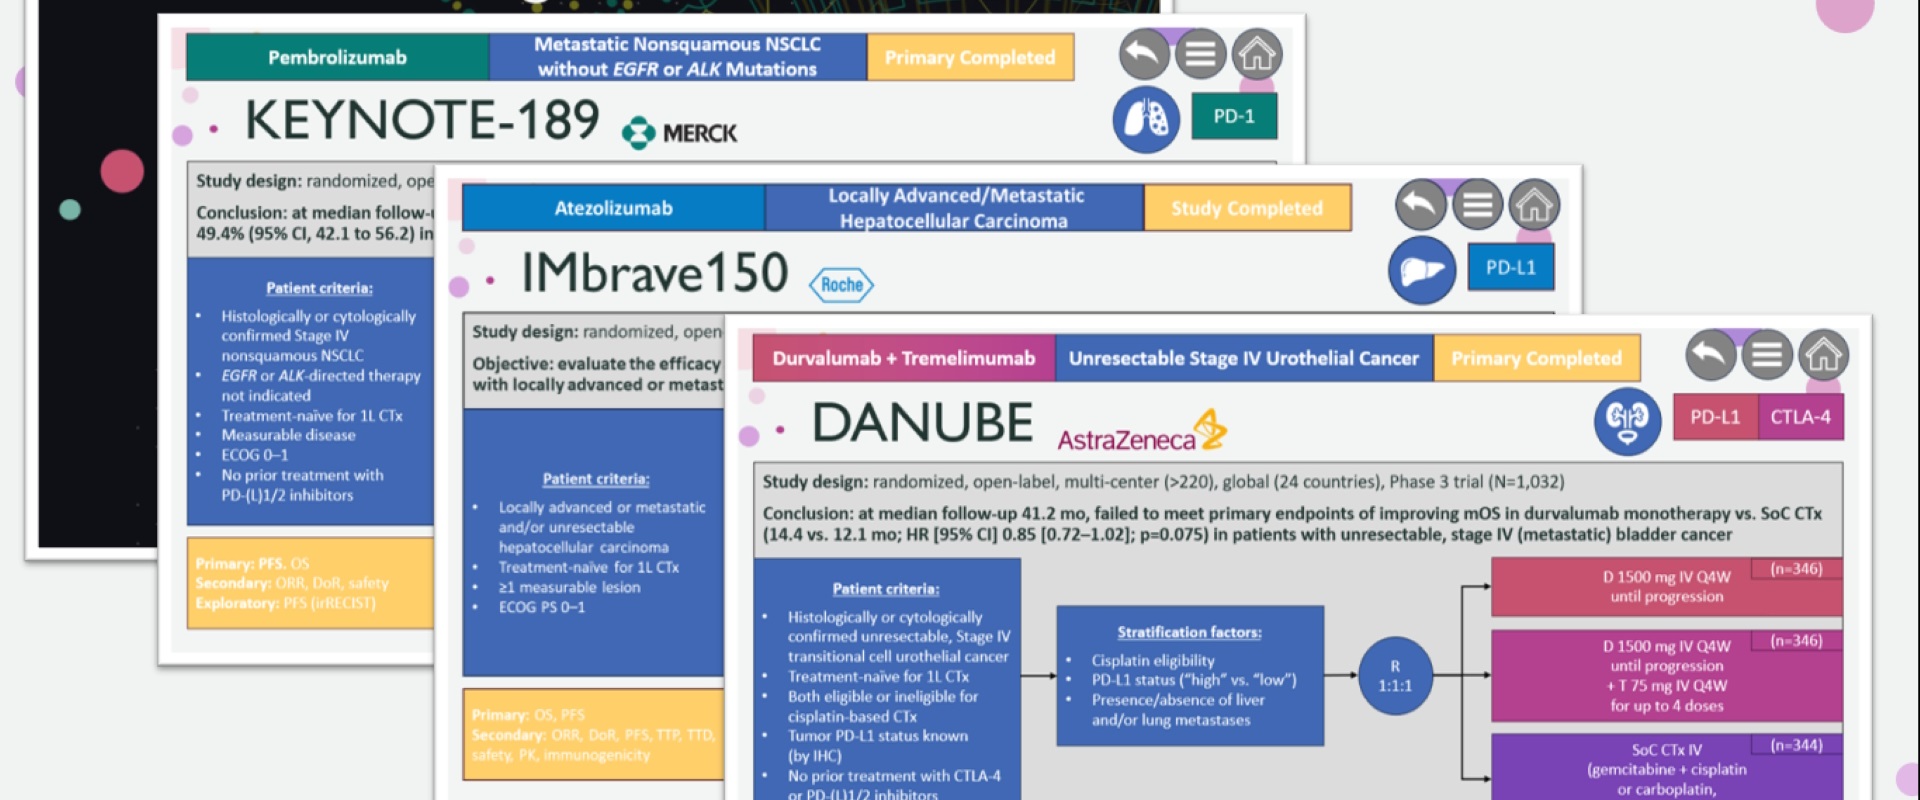 Pembrolizumab
Metastatic Nonsquamous NSCLC
without EGFR or ALK Mutations
Primary Completed
KEYNOTE-189
MERCK
PD-1
Study design: randomized, ope
Conclusion: at median follow-
49.4% (95% CI, 42.1 to 56.2) in
Patient criteria:
• Histologically or cytologically
confirmed Stage IV
nonsquamous NSCLC
• EGFR or ALK-directed therapy
not indicated
• Treatment-naïve for 1L CTx
• Measurable disease
• ECOG 0–1
• No prior treatment with
PD-(L)1/2 inhibitors
Primary: PFS. OS
Secondary: ORR, DoR, safety
Exploratory: PFS (irRECIST)
Atezolizumab
Locally Advanced/Metastatic
Hepatocellular Carcinoma
Study Completed
IMbrave150
Roche
PD-L1
Study design: randomized, open
Objective: evaluate the efficacy
with locally advanced or metast
Patient criteria:
• Locally advanced or metastatic
and/or unresectable
hepatocellular carcinoma
• Treatment-naïve for 1L CTx
• ≥1 measurable lesion
• ECOG PS 0–1
Primary: OS, PFS
Secondary: ORR, DoR, PFS, TTP, TTD,
safety, PK, immunogenicity
Durvalumab + Tremelimumab
Unresectable Stage IV Urothelial Cancer
Primary Completed
DANUBE
AstraZeneca
PD-L1
CTLA-4
Study design: randomized, open-label, multi-center (>220), global (24 countries), Phase 3 trial (N=1,032)
Conclusion: at median follow-up 41.2 mo, failed to meet primary endpoints of improving mOS in durvalumab monotherapy vs. SoC CTx
(14.4 vs. 12.1 mo; HR [95% CI] 0.85 [0.72–1.02]; p=0.075) in patients with unresectable, stage IV (metastatic) bladder cancer
Patient criteria:
• Histologically or cytologically
confirmed unresectable, Stage IV
transitional cell urothelial cancer
• Treatment-naïve for 1L CTx
• Both eligible or ineligible for
cisplatin-based CTx
• Tumor PD-L1 status known
(by IHC)
• No prior treatment with CTLA-4
or PD-(L)1/2 inhibitors
Stratification factors:
• Cisplatin eligibility
• PD-L1 status (“high” vs. “low”)
• Presence/absence of liver
and/or lung metastases
R
1:1:1
(n=346)
D 1500 mg IV Q4W
until progression
(n=346)
D 1500 mg IV Q4W
until progression
+ T 75 mg IV Q4W
for up to 4 doses
(n=344)
SoC CTx IV
(gemcitabine + cisplatin
or carboplatin,